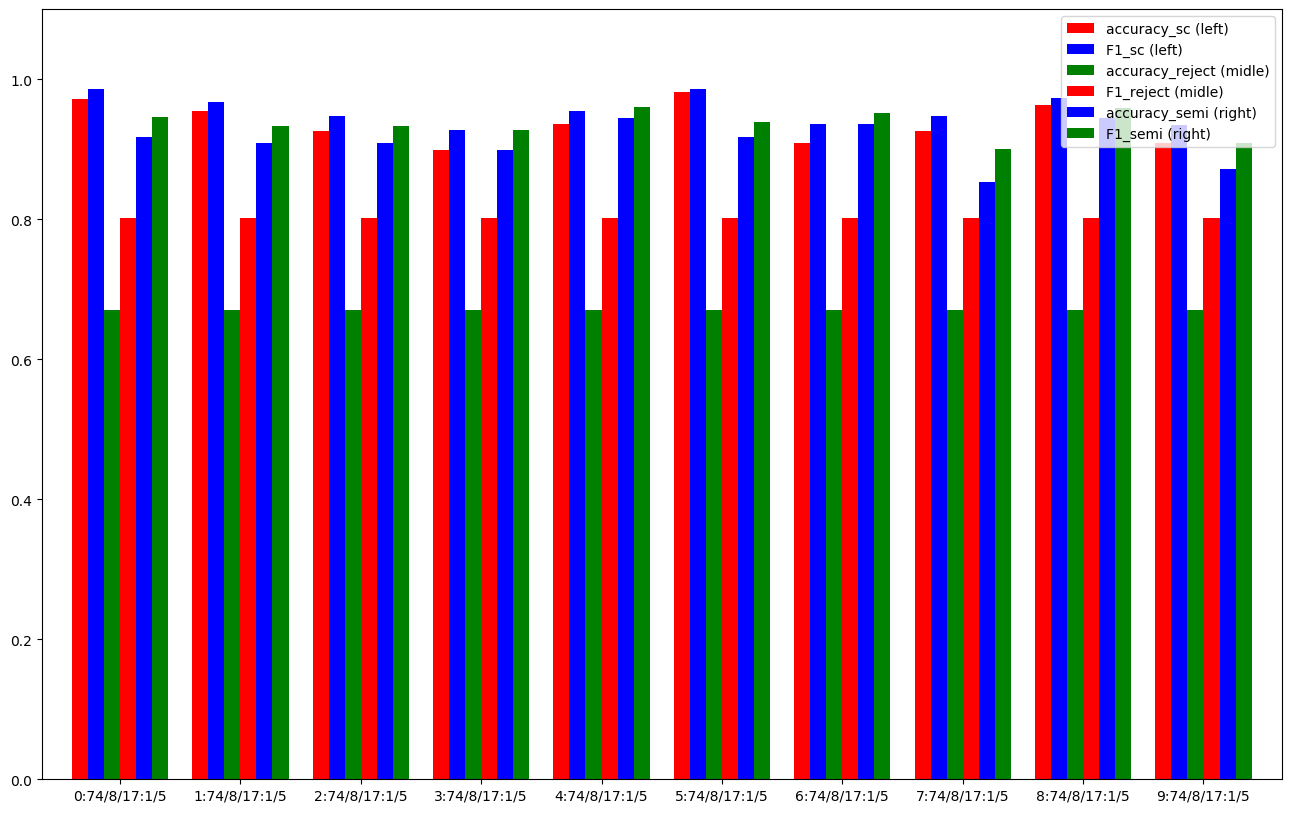 accuracy_sc (left)
F1_sc (left)
accuracy_reject (midle)
F1_reject (midle)
accuracy_semi (right)
F1_semi (right)
1.0
0.8
0.6
0.4
0.2
0.0
0:74/8/17:1/5 1:74/8/17:1/5 2:74/8/17:1/5 3:74/8/17:1/5 4:74/8/17:1/5 5:74/8/17:1/5 6:74/8/17:1/5 7:74/8/17:1/5 8:74/8/17:1/5 9:74/8/17:1/5